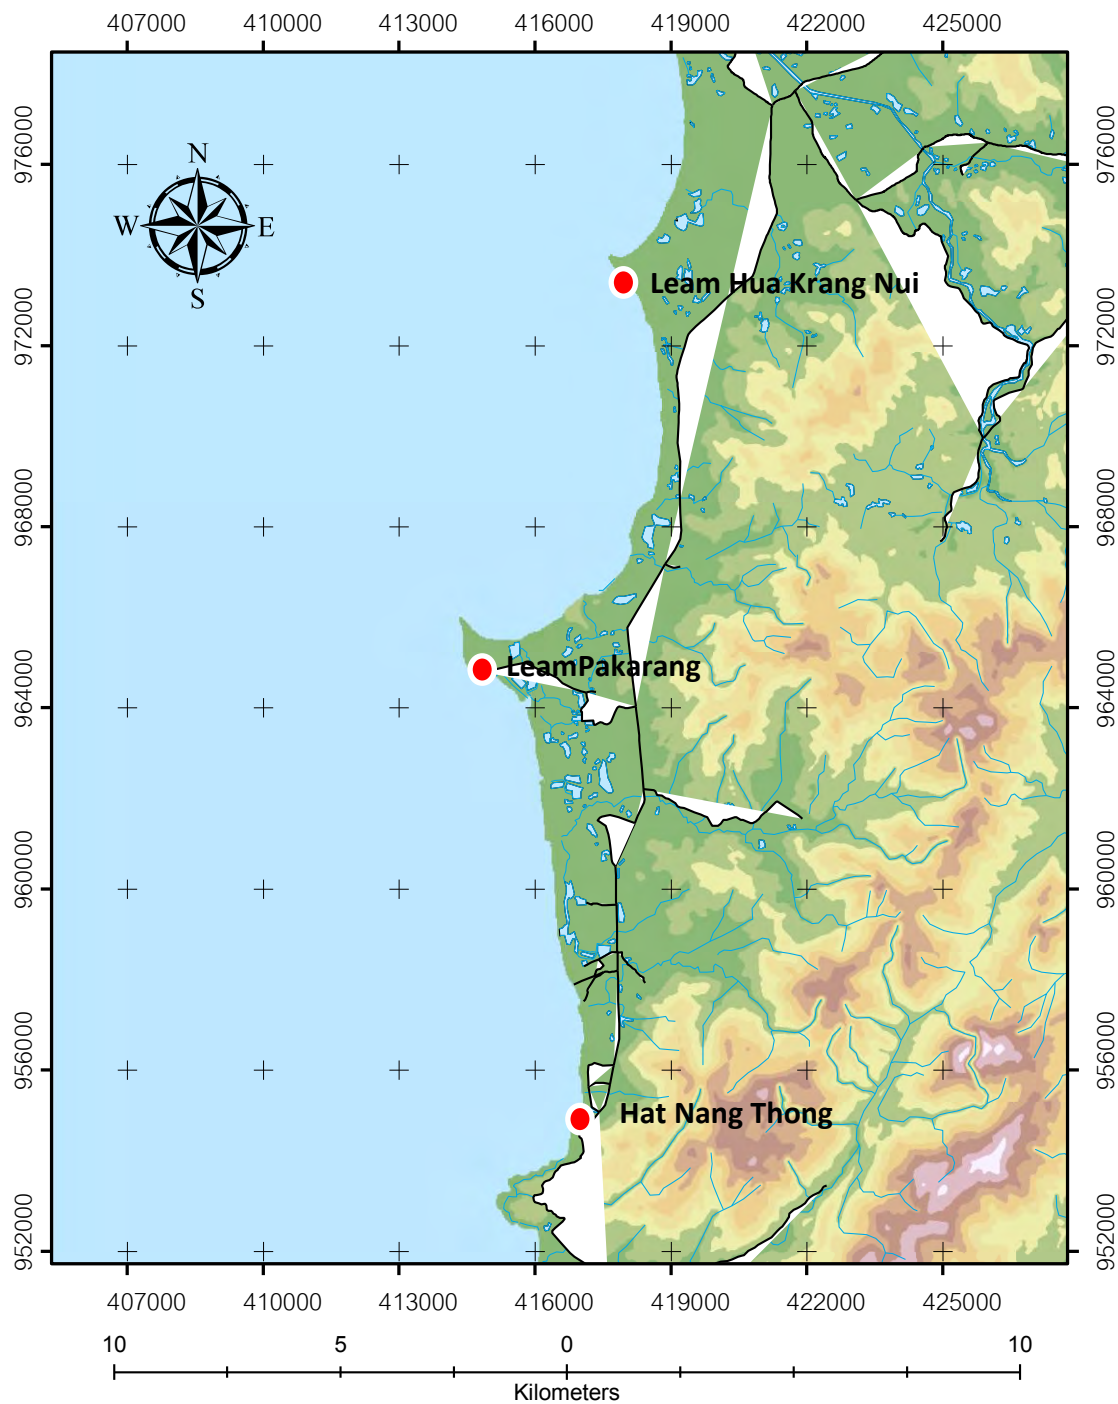 407000 410000 413000 416000 419000 422000 425000
976000 976000
N
W E
S
Leam Hua Krang Nui
972000 972000
968000 968000
LeamPakarang
964000 964000
960000 960000
956000 956000
Hat Nang Thong
952000 952000
407000 410000 413000 416000 419000 422000 425000
10 5 0 10
Kilometers